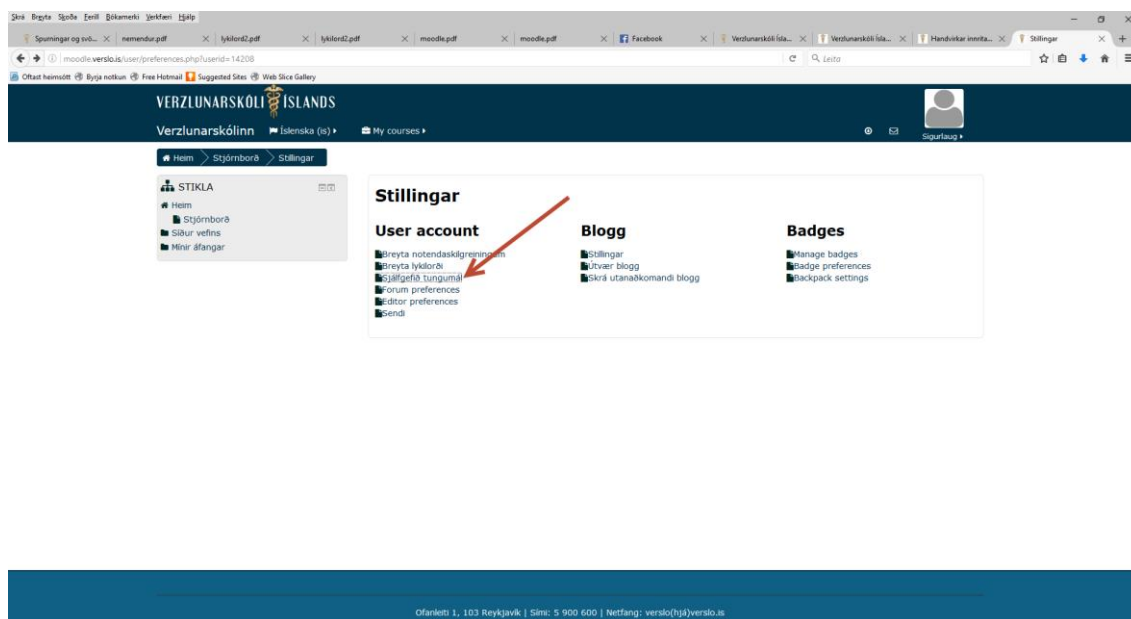 Skrá Breyta Skoða Ferill Bókamerki Verkfæri Hjálp
Spurningar og svö...
nemendur.pdf
lykilord2.pdf
lykilord2.pdf
moodle.pdf
moodle.pdf
Facebook
Verzlunarskóli Ísla...
Verzlunarskóli Ísla...
Handvirkar innrita...
Stillingar
moodle.verslo.is/user/preferences.php?userid=14208
Leita
Oftast heimsótt Byrja notkun Free Hotmail Suggested Sites Web Slice Gallery
VERZLUNARSKÓLI ÍSLANDS
Verzlunarskólinn Íslenska (is) My courses
Sigurlaug
Heim Stjórnborð Stillingar
STIKLA
Heim
Stjórnborð
Síður vefins
Mínir áfangar
Stillingar
User account
Breyta notendaskilgreiningum
Breyta lykilorði
Sjálfgefið tungumál
Forum preferences
Editor preferences
Sendi
Blogg
Stillingar
Útvær blogg
Skrá utanaðkomandi blogg
Badges
Manage badges
Badge preferences
Backpack settings
Ofanleiti 1, 103 Reykjavík | Sími: 5 900 600 | Netfang: verslo(hjá)verslo.is